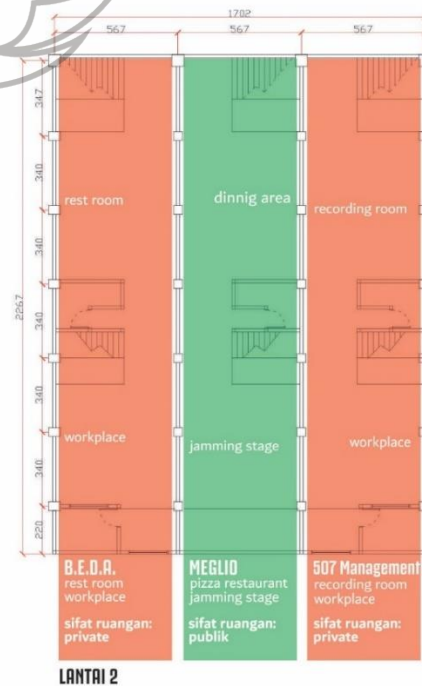 1702
567 567 567
347
340
340
340
340
340
220
2267
rest room
dinnig area
recording room
workplace
jamming stage
workplace
B.E.D.A.
rest room
workplace
sifat ruangan:
private
MEGLIO
pizza restaurant
jamming stage
sifat ruangan:
publik
507 Management
recording room
workplace
sifat ruangan:
private
LANTAI 2